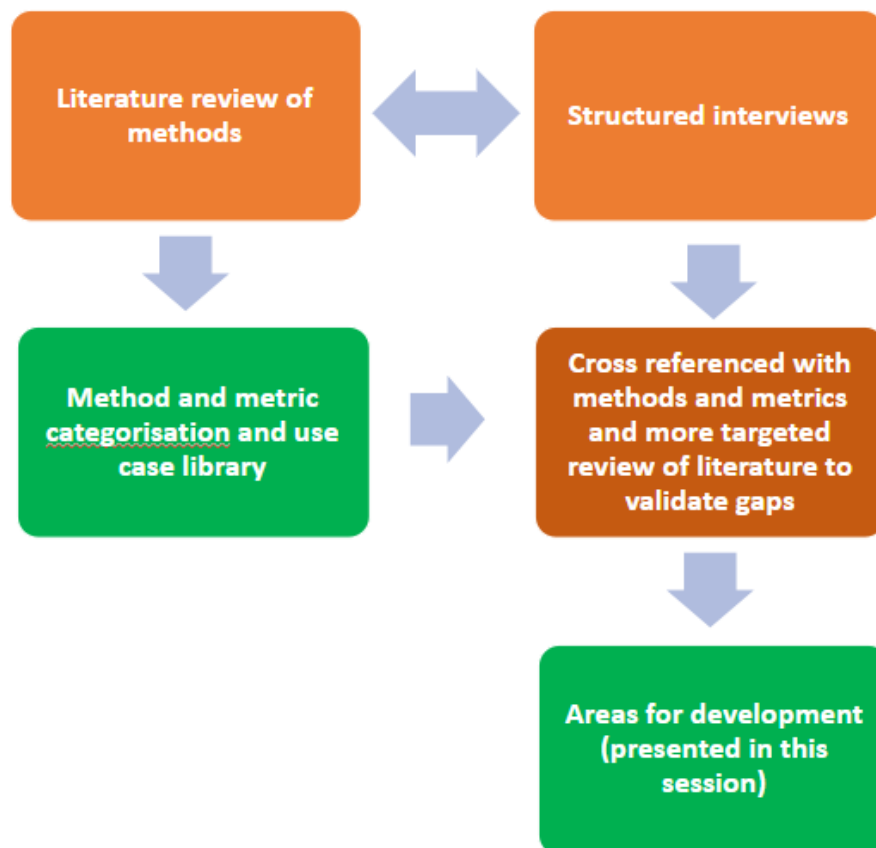 Literature review of
methods
Structured interviews
Method and metric
categorisation and use
case library
Cross referenced with
methods and metrics
and more targeted
review of literature to
validate gaps
Areas for development
(presented in this
session)